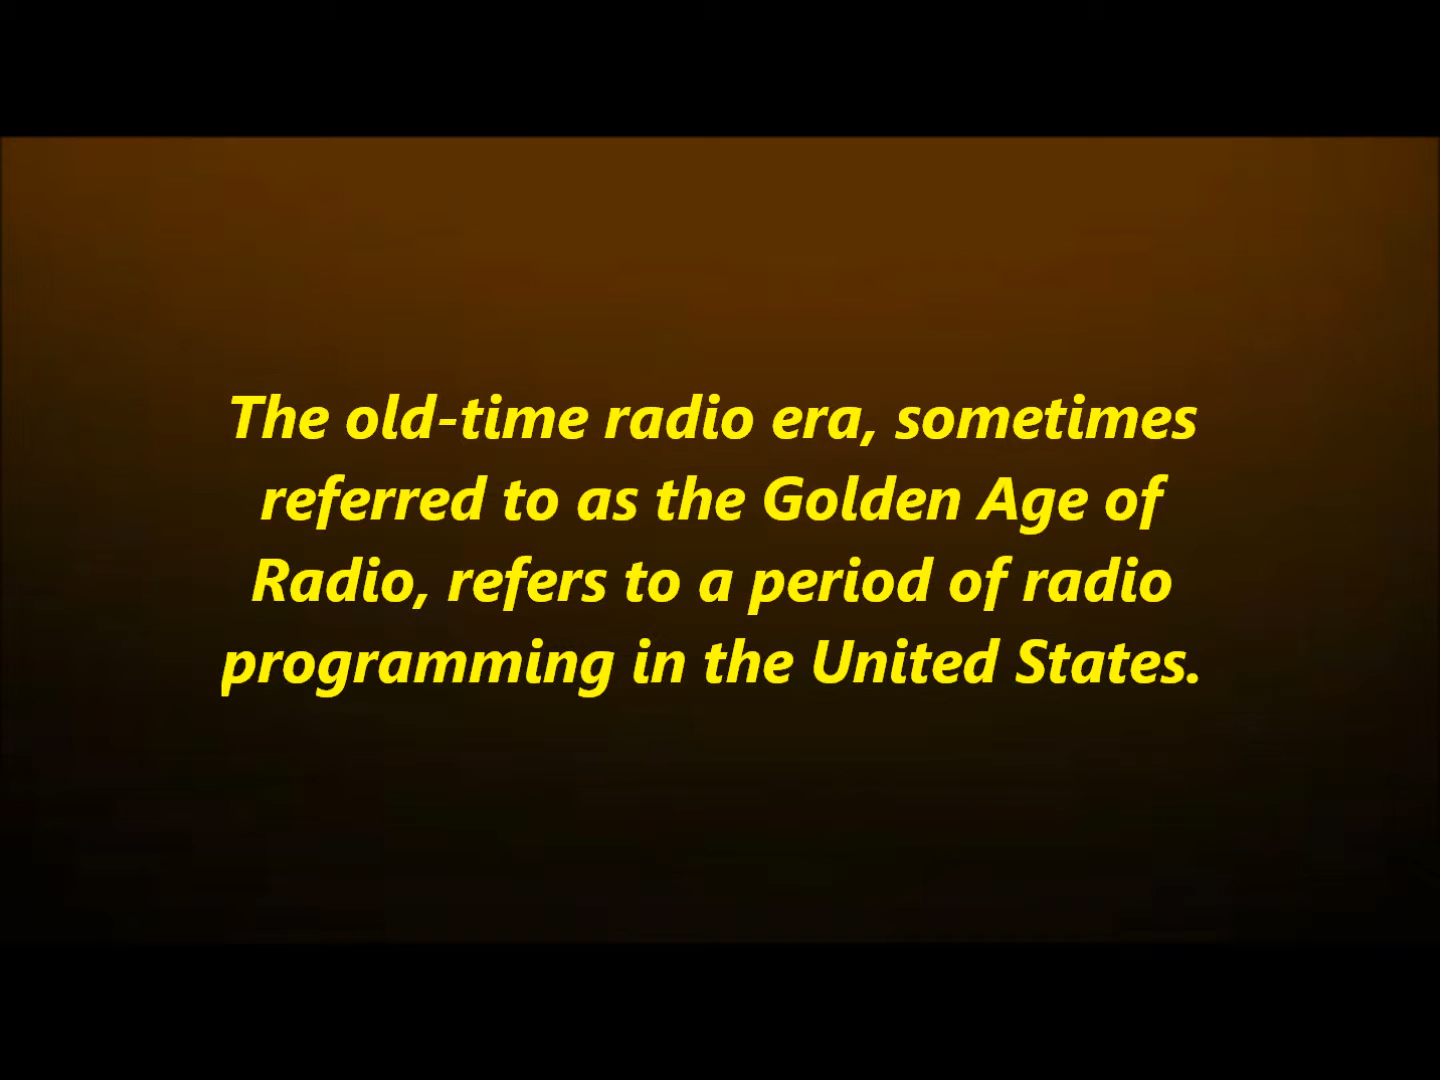 The old-time radio era, sometimes
referred to as the Golden Age of
Radio, refers to a period of radio
programming in the United States.